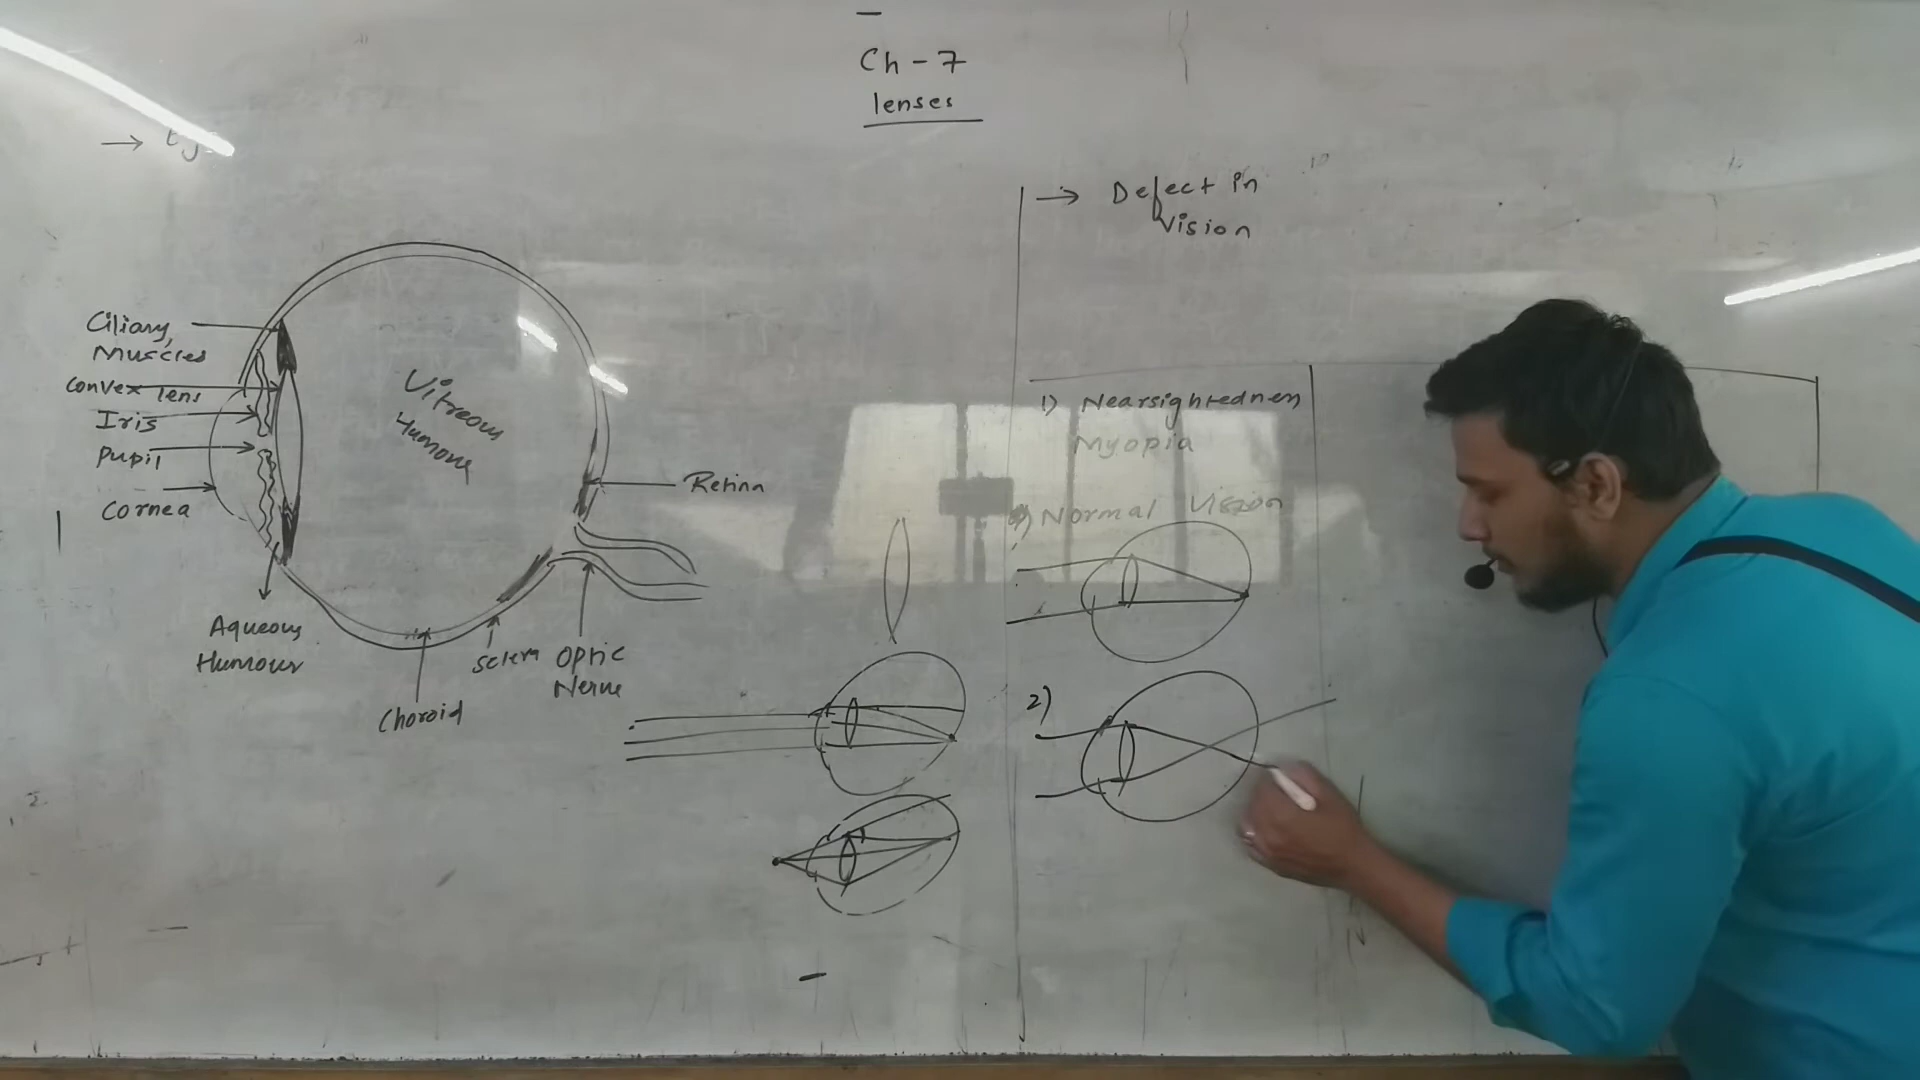 Ch - 7
lenses
→ Defect in
Vision
Ciliary
Muscles
Convex lens
Iris
Pupil
Cornea
Vitreous
Humour
Retina
Aqueous
Humour
Choroid
Sclera
Optic
Nerve
1) Nearsightedness
Myopia
Normal Vision
2)